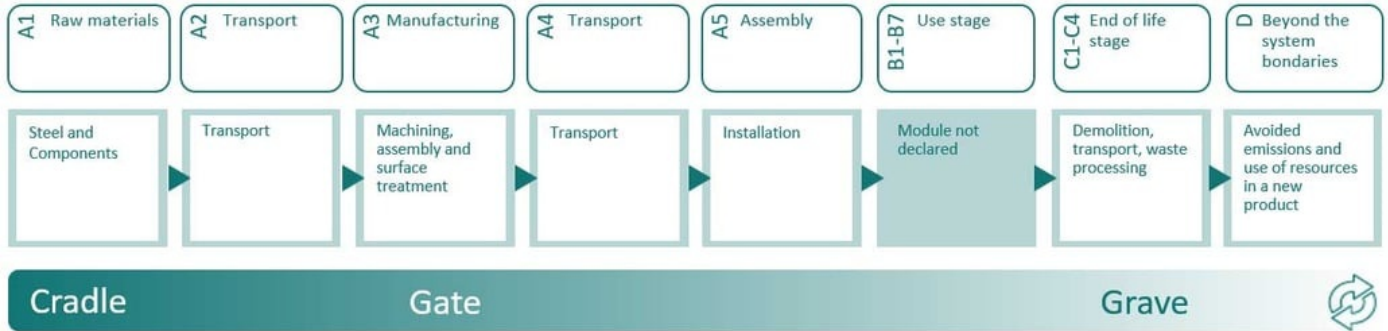 A1 Raw materials
A2 Transport
A3 Manufacturing
A4 Transport
A5 Assembly
B1-B7 Use stage
C1-C4 End of life
stage
D Beyond the
system
bondaries
Steel and
Components
Transport
Machining,
assembly and
surface
treatment
Transport
Installation
Module not
declared
Demolition,
transport, waste
processing
Avoided
emissions and
use of resources
in a new
product
Cradle
Gate
Grave